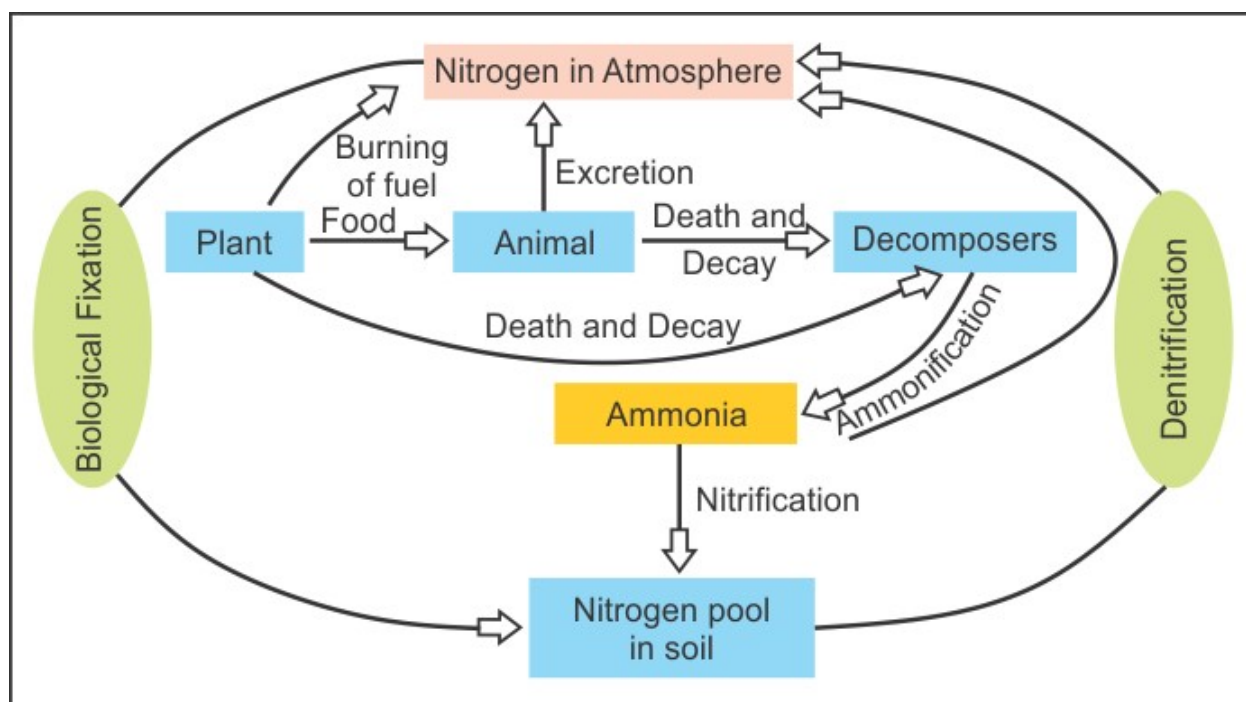 Nitrogen in Atmosphere
Burning
of fuel
Excretion
Plant
Food
Animal
Death and
Decay
Decomposers
Biological Fixation
Death and Decay
Ammonification
Denitrification
Ammonia
Nitrification
Nitrogen pool
in soil